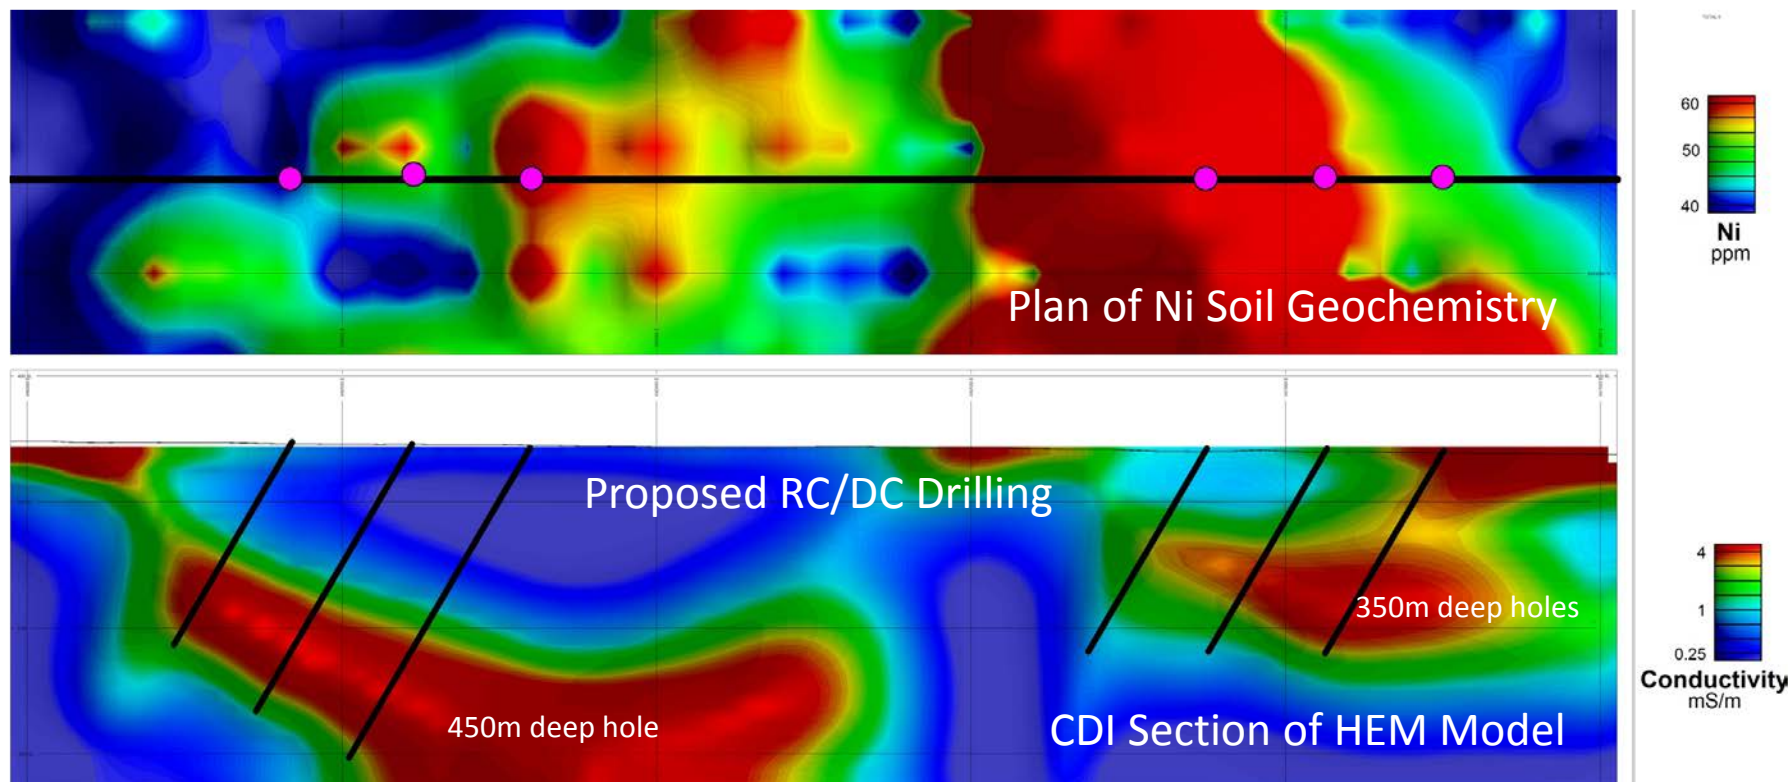 60
50
40
Ni
ppm
Plan of Ni Soil Geochemistry
Proposed RC/DC Drilling
350m deep holes
450m deep hole
CDI Section of HEM Model
4
1
0.25
Conductivity
mS/m